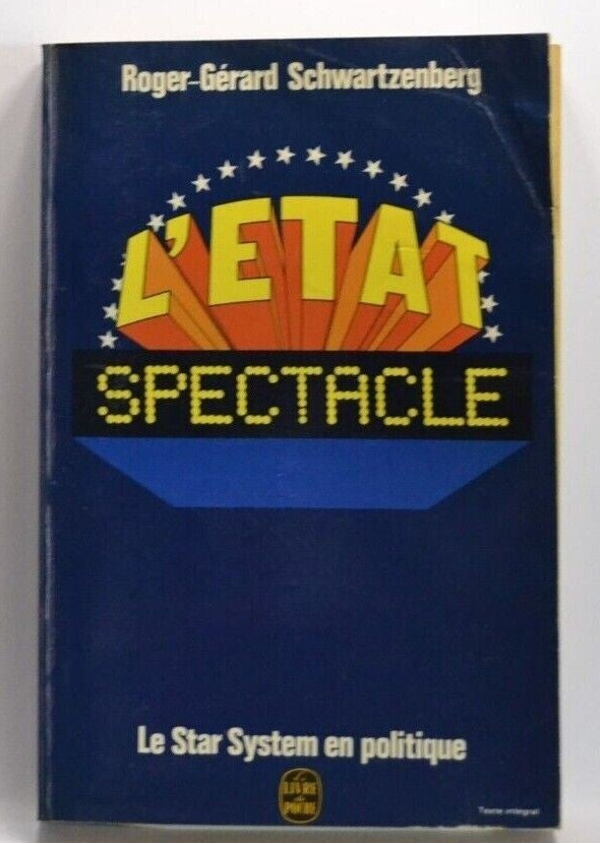 Roger-Gérard Schwartzenberg
L'ETAT
SPECTACLE
Le Star System en politique
Le
LIVRE
de
POCHE
Texte intégral